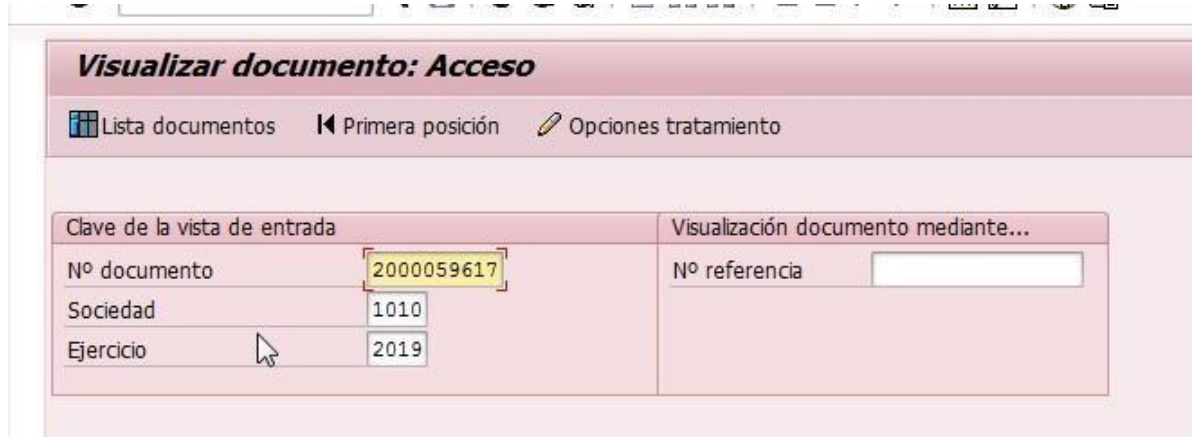 Visualizar documento: Acceso
Lista documentos Primera posición Opciones tratamiento
Clave de la vista de entrada Visualización documento mediante...
Nº documento 2000059617 Nº referencia
Sociedad 1010
Ejercicio 2019